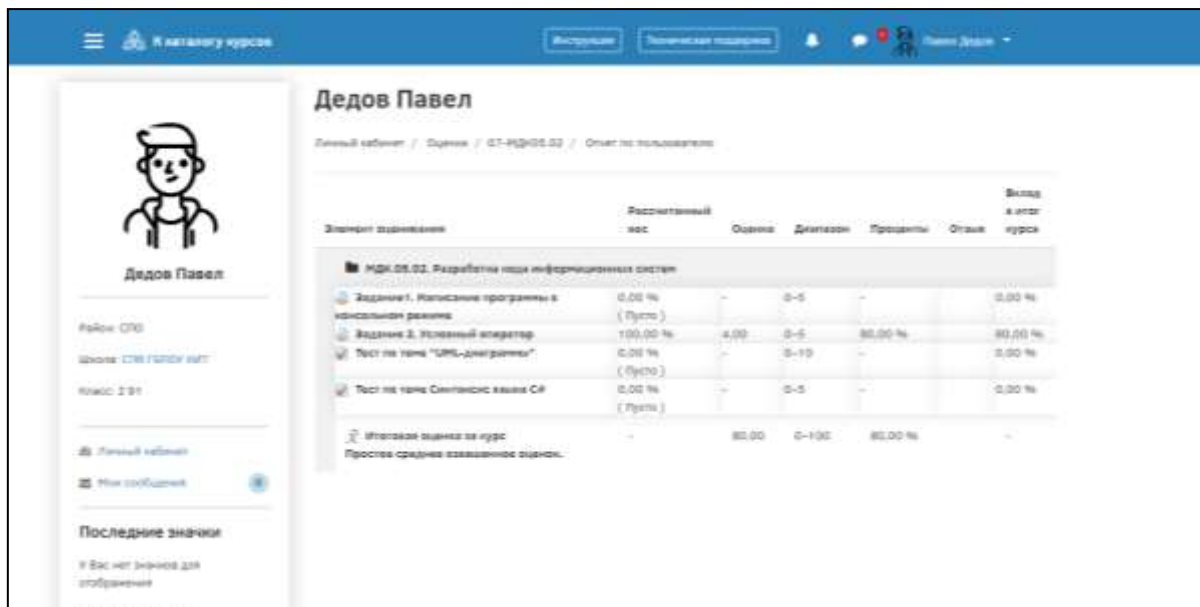 К каталогу курсов
Инструкции
Техническая поддержка
Павел Дедов
Дедов Павел
Район: СПО
Школа:
Класс:
Личный кабинет
Мои сообщения
Последние значки
У Вас нет значков для
отображения
Дедов Павел
Личный кабинет / Оценки / 07-МДК05.02 / Отчет по пользователю
Элемент оценивания
Рассчитанный
вес
Оценка
Диапазон
Проценты
Отзыв
Вклад
в итог
курса
МДК.05.02. Разработка кода информационных систем
Задание1. Написание программы в
консольном режиме
0,00 %
( Пусто )
-
0–5
-
0,00 %
Задание 2. Условный оператор
100,00 %
4,00
0–5
80,00 %
80,00 %
Тест по теме "UML-диаграммы"
0,00 %
( Пусто )
-
0–10
-
0,00 %
Тест по теме Синтаксис языка C#
0,00 %
( Пусто )
-
0–5
-
0,00 %
Итоговая оценка за курс
Простое среднее взвешенное оценок.
-
80,00
0–100
80,00 %
-